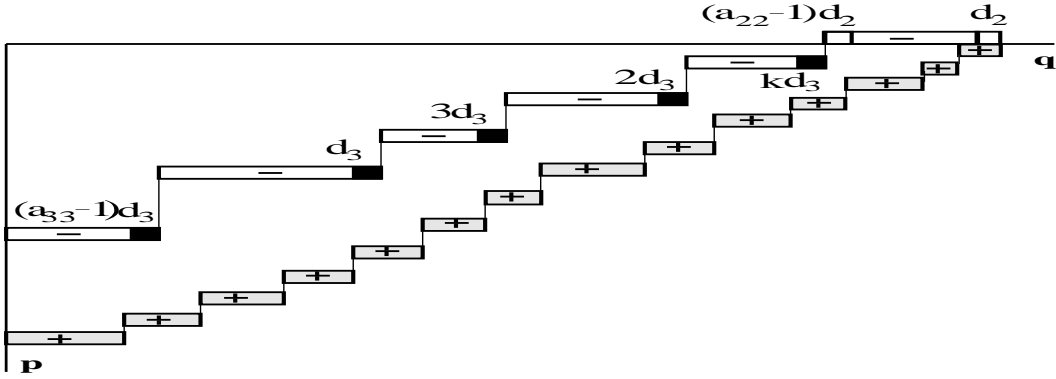 (a₂₂−1)d₂ d₂
q
− 
− kd₃ +
2d₃ +
− +
3d₃ +
− +
d₃ +
− +
(a₃₃−1)d₃ +
− +
+
+
+
+
p